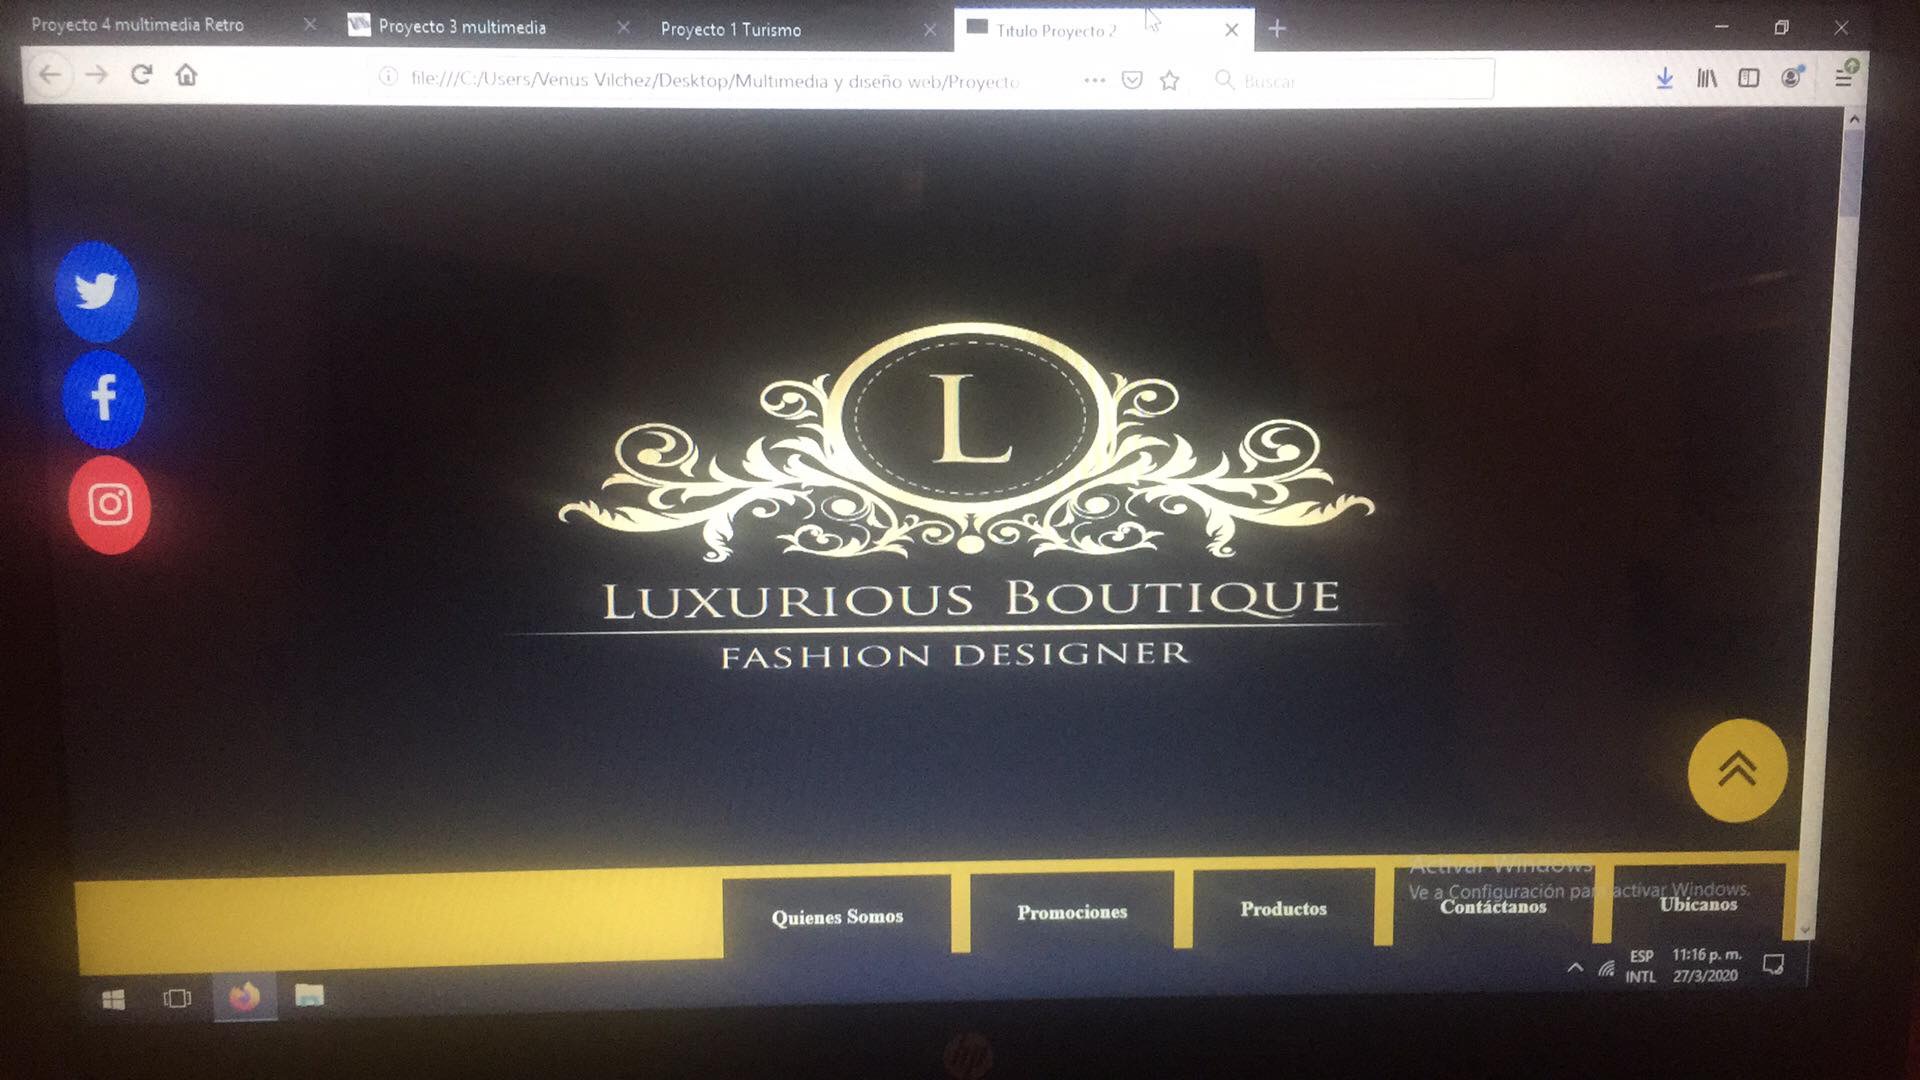 Proyecto 4 multimedia Retro
Proyecto 3 multimedia
Proyecto 1 Turismo
Titulo Proyecto 2
file:///C:/Users/Venus Vilchez/Desktop/Multimedia y diseño web/Proyecto
Buscar
L
LUXURIOUS BOUTIQUE
FASHION DESIGNER
Activar Windows
Ve a Configuración para activar Windows.
Quienes Somos
Promociones
Productos
Contáctanos
Ubicanos
ESP
INTL
11:16 p. m.
27/3/2020
hp